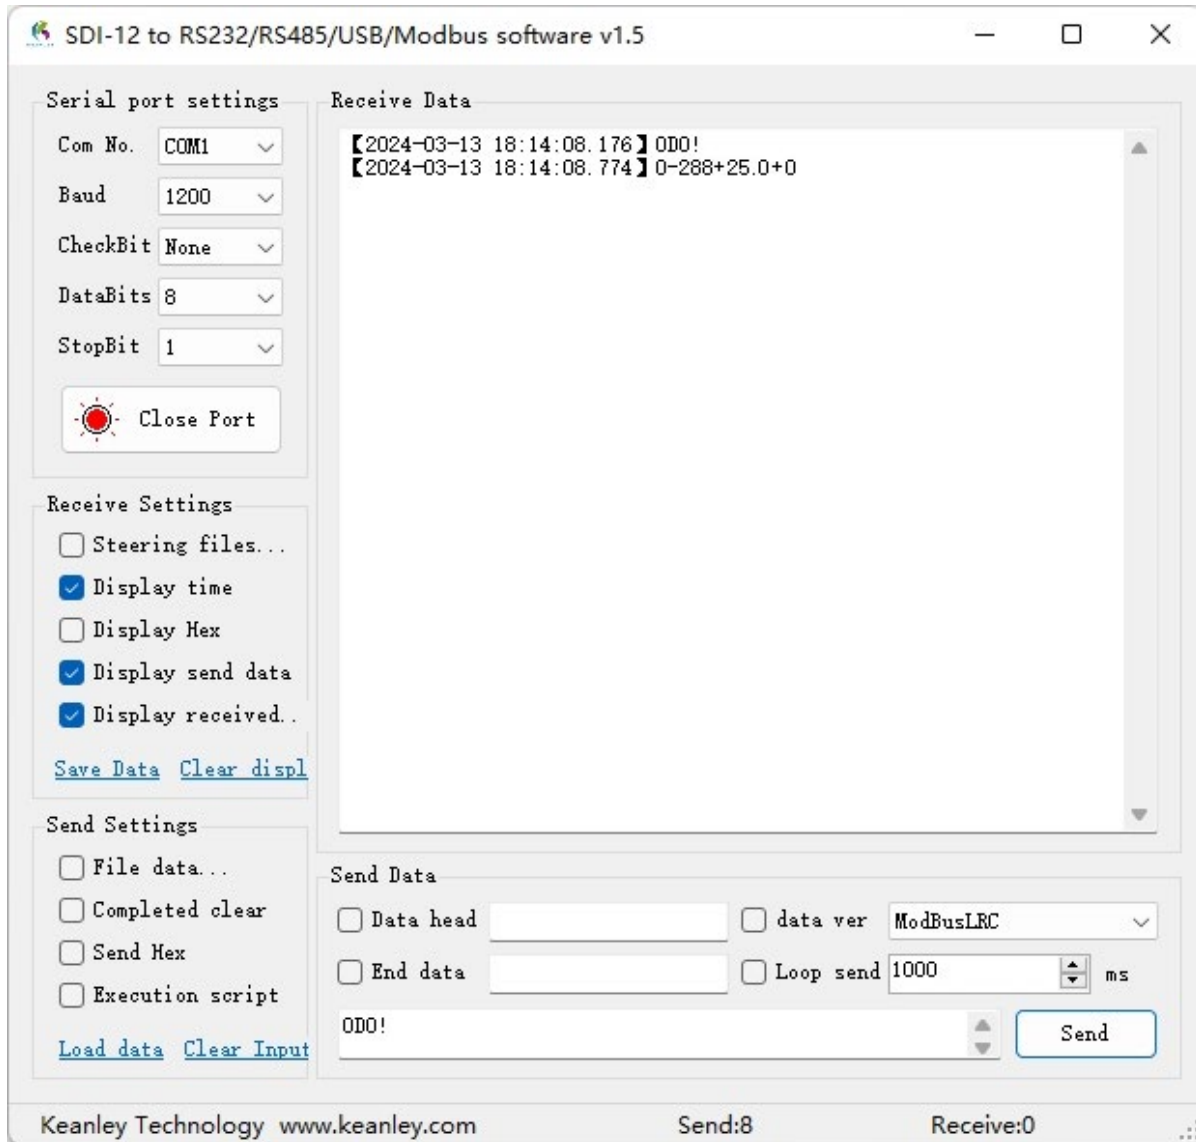 SDI-12 to RS232/RS485/USB/Modbus software v1.5
Serial port settings
Com No. COM1
Baud 1200
CheckBit None
DataBits 8
StopBit 1
Close Port
Receive Settings
Steering files...
Display time
Display Hex
Display send data
Display received..
Save Data Clear displ
Send Settings
File data...
Completed clear
Send Hex
Execution script
Load data Clear Input
Receive Data
【2024-03-13 18:14:08.176】0D0!
【2024-03-13 18:14:08.774】0-288+25.0+0
Send Data
Data head data ver ModBusLRC
End data Loop send 1000 ms
0D0! Send
Keanley Technology www.keanley.com Send:8 Receive:0